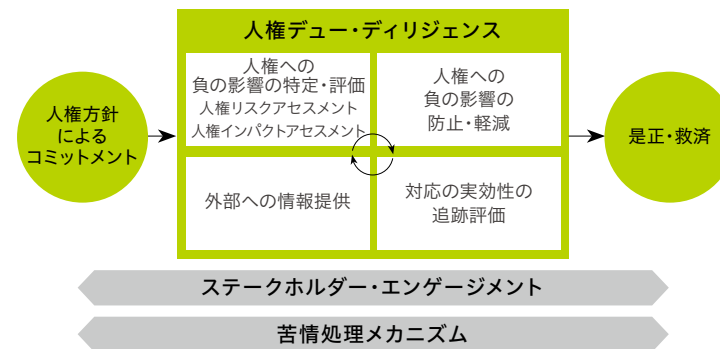 人権デュー・ディリジェンス
人権方針
による
コミットメント
人権への
負の影響の特定・評価
人権リスクアセスメント
人権インパクトアセスメント
人権への
負の影響の
防止・軽減
外部への情報提供
対応の実効性の
追跡評価
是正・救済
ステークホルダー・エンゲージメント
苦情処理メカニズム